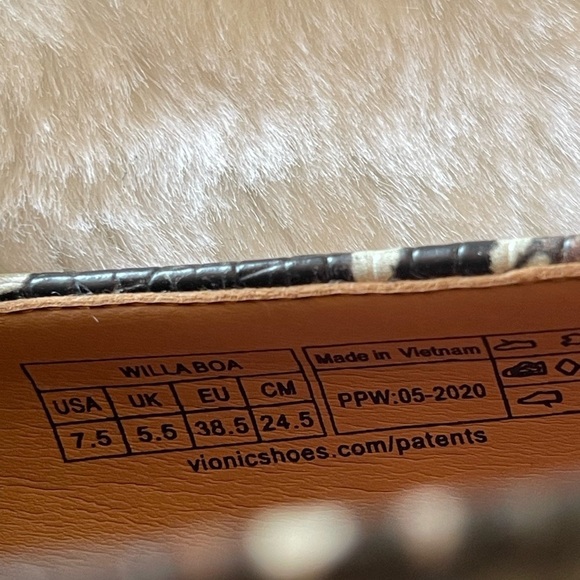 WILLA BOA
USA UK EU CM
7.5 5.5 38.5 24.5
Made in Vietnam
PPW:05-2020
vionicshoes.com/patents